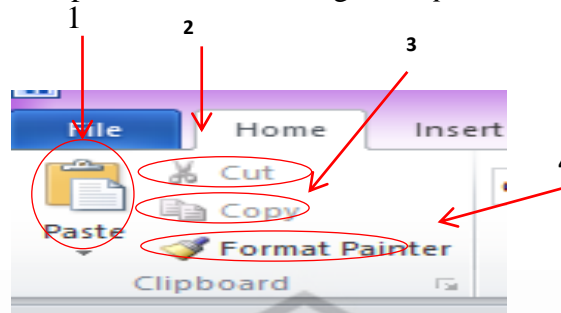 1
2
3
File Home Insert
Cut
Copy
Paste
Format Painter
Clipboard